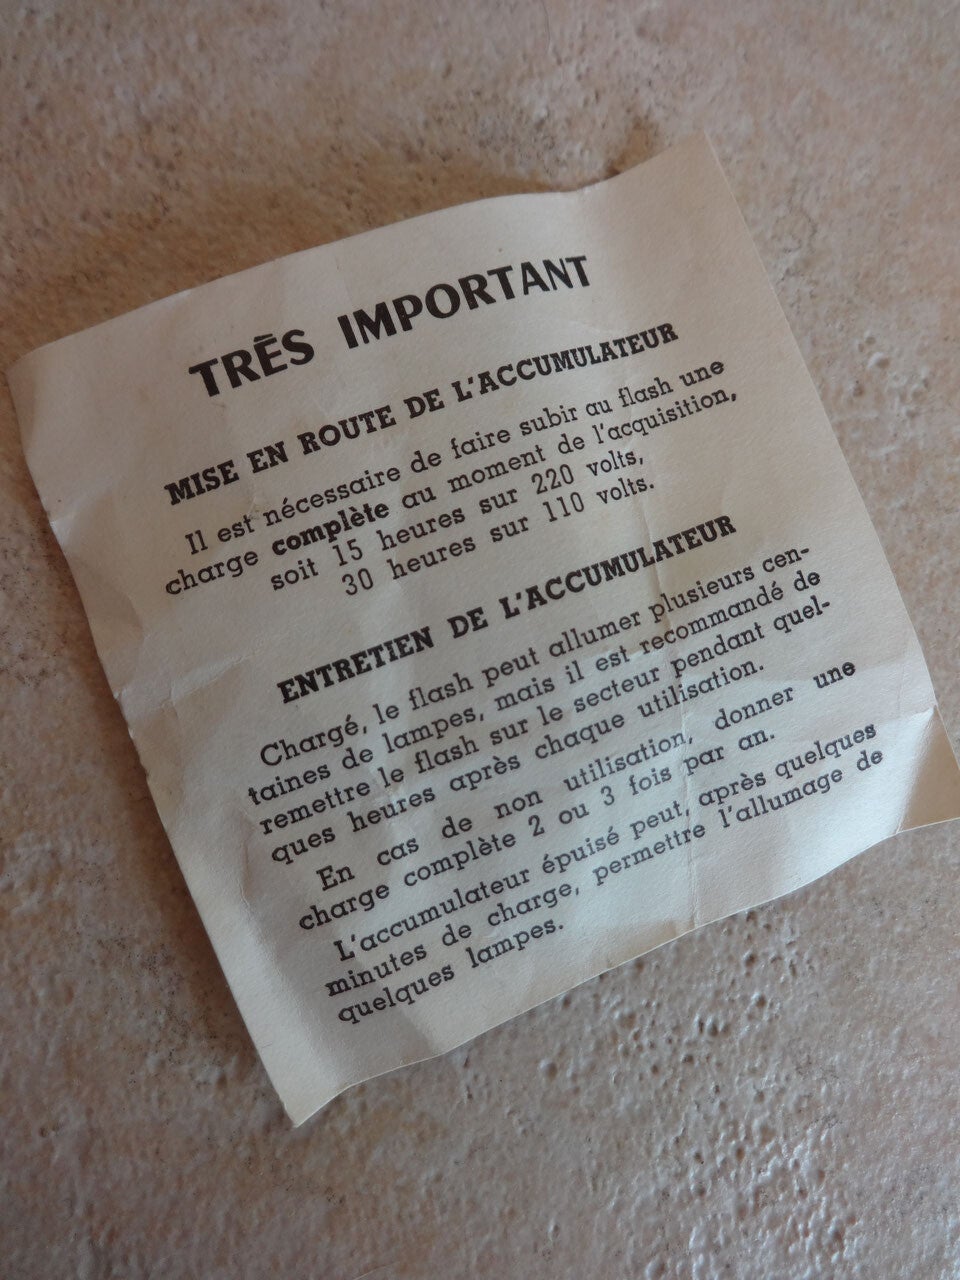 TRÈS IMPORTANT
MISE EN ROUTE DE L'ACCUMULATEUR
Il est nécessaire de faire subir au flash une
charge complète au moment de l'acquisition,
soit 15 heures sur 220 volts,
30 heures sur 110 volts.
ENTRETIEN DE L'ACCUMULATEUR
Chargé, le flash peut allumer plusieurs cen-
taines de lampes, mais il est recommandé de
remettre le flash sur le secteur pendant quel-
ques heures après chaque utilisation.
En cas de non utilisation, donner une
charge complète 2 ou 3 fois par an.
L'accumulateur épuisé peut, après quelques
minutes de charge, permettre l'allumage de
quelques lampes.